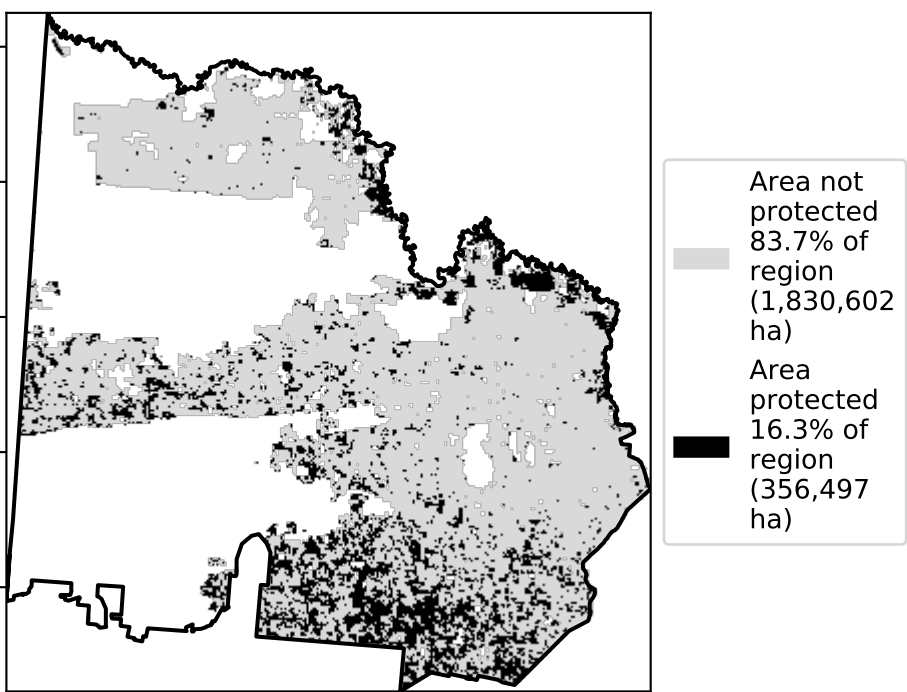 Area not
protected
83.7% of
region
(1,830,602
ha)
Area
protected
16.3% of
region
(356,497
ha)